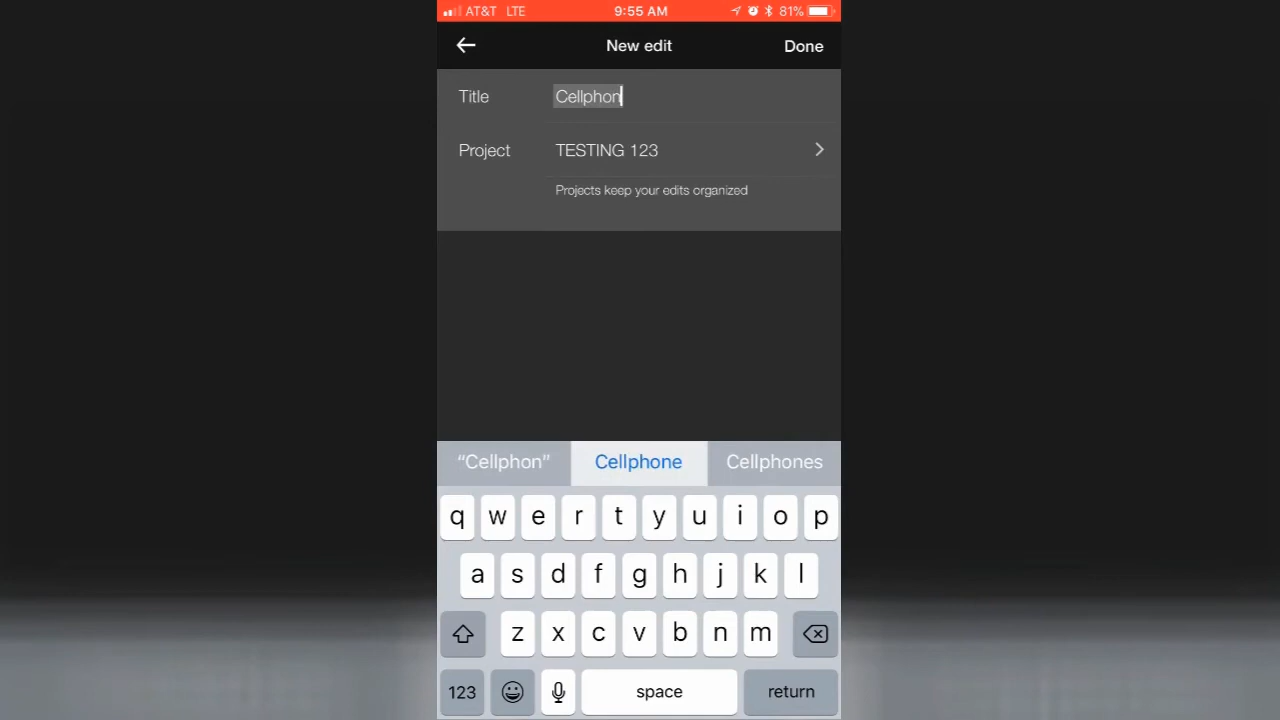 AT&T LTE 9:55 AM 81%
New edit Done
Title Cellphon
Project TESTING 123
Projects keep your edits organized
“Cellphon” Cellphone Cellphones
q w e r t y u i o p
a s d f g h j k l
z x c v b n m
123 space return